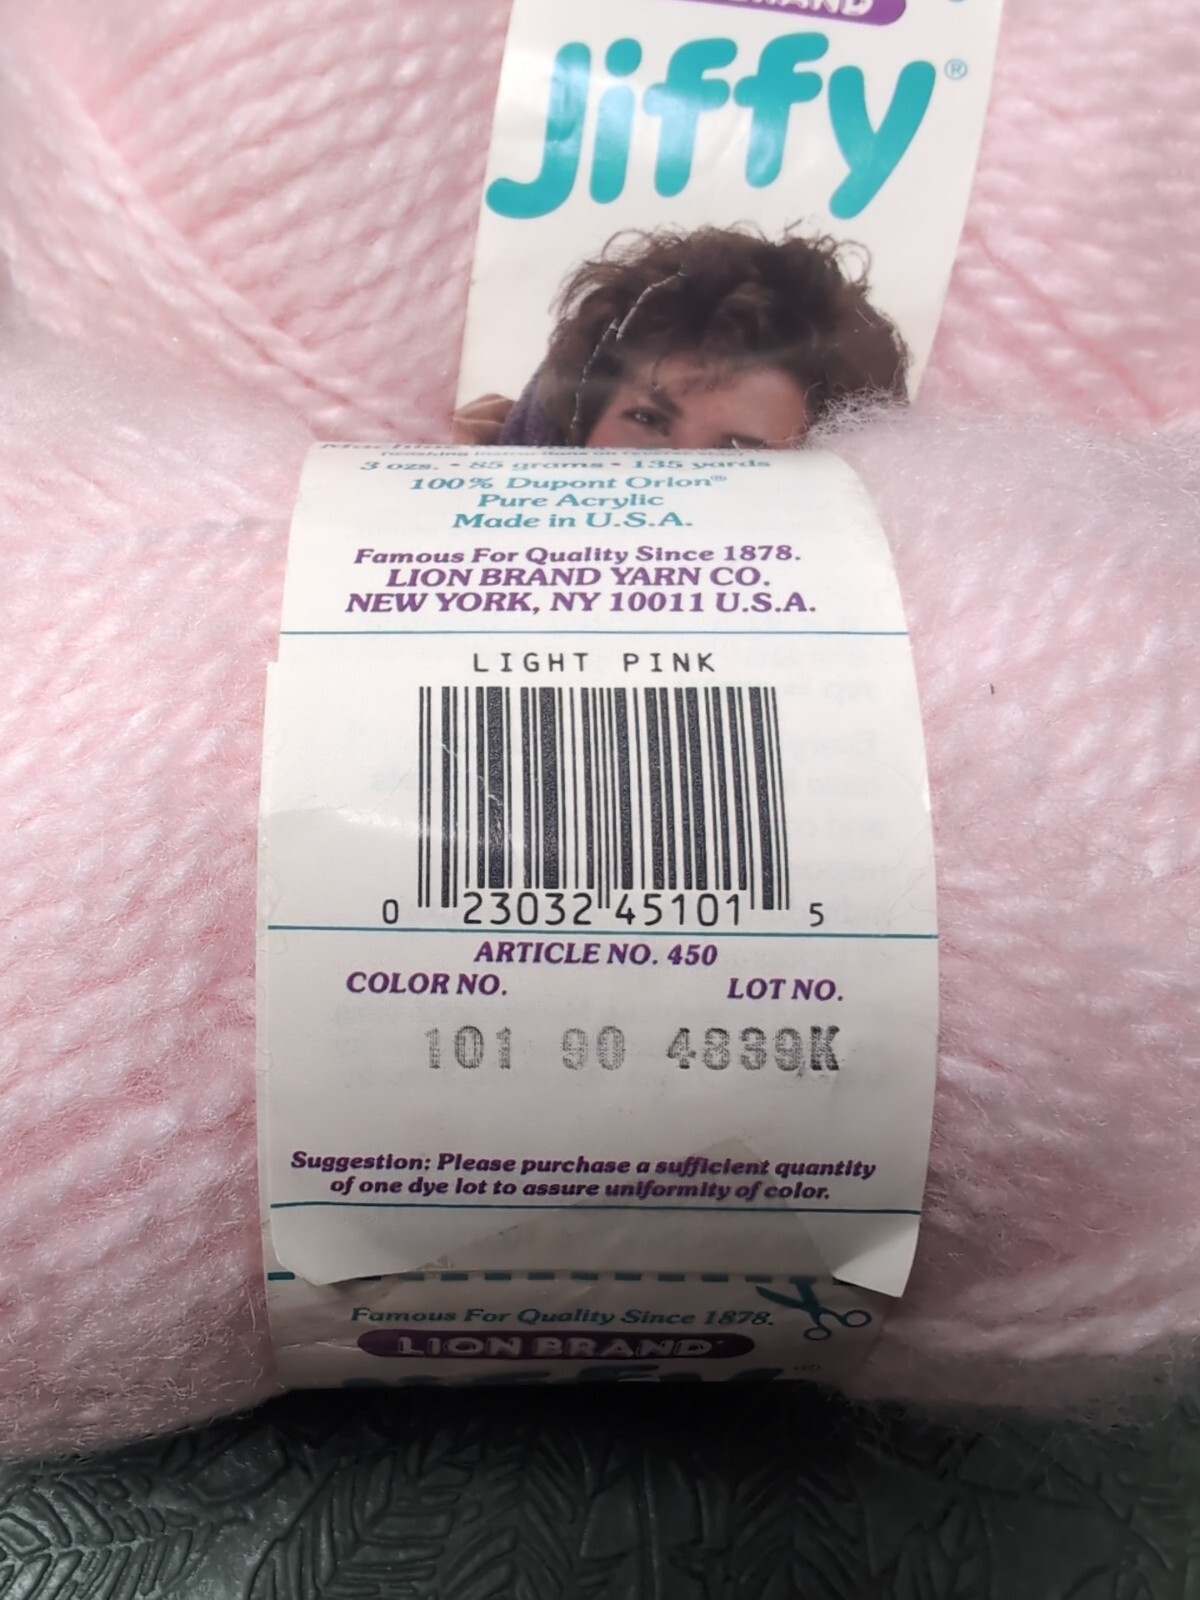 BRAND
Jiffy®
3 ozs. • 85 grams • 135 yards
100% Dupont Orlon®
Pure Acrylic
Made in U.S.A.
Famous For Quality Since 1878.
LION BRAND YARN CO.
NEW YORK, NY 10011 U.S.A.
LIGHT PINK
0 23032 45101 5
ARTICLE NO. 450
COLOR NO. LOT NO.
101 90 4839K
Suggestion: Please purchase a sufficient quantity
of one dye lot to assure uniformity of color.
Famous For Quality Since 1878.
LION BRAND